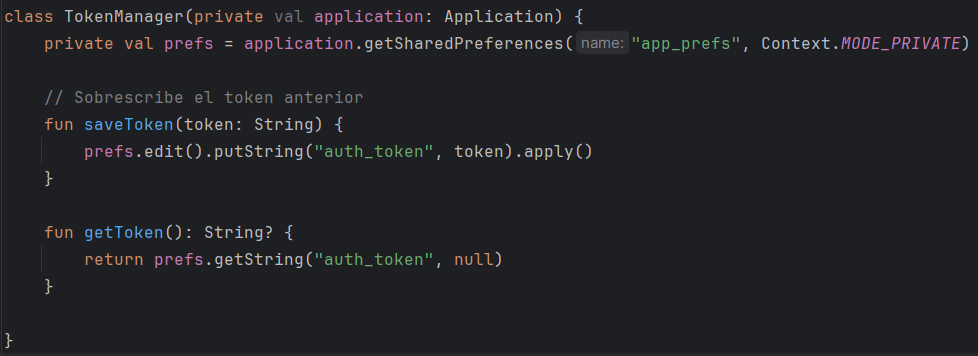 class TokenManager(private val application: Application) {
    private val prefs = application.getSharedPreferences( name: "app_prefs", Context.MODE_PRIVATE)

    // Sobrescribe el token anterior
    fun saveToken(token: String) {
        prefs.edit().putString("auth_token", token).apply()
    }

    fun getToken(): String? {
        return prefs.getString("auth_token", null)
    }

}